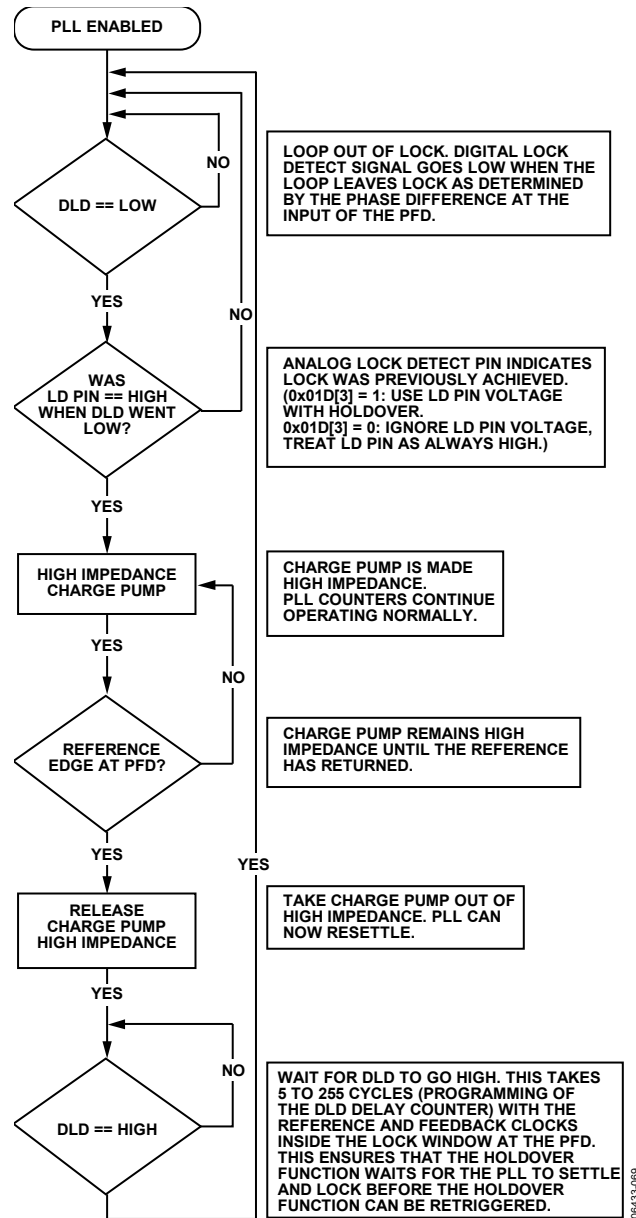 PLL ENABLED
NO
DLD == LOW
LOOP OUT OF LOCK. DIGITAL LOCK
DETECT SIGNAL GOES LOW WHEN THE
LOOP LEAVES LOCK AS DETERMINED
BY THE PHASE DIFFERENCE AT THE
INPUT OF THE PFD.
YES
NO
WAS
LD PIN == HIGH
WHEN DLD WENT
LOW?
ANALOG LOCK DETECT PIN INDICATES
LOCK WAS PREVIOUSLY ACHIEVED.
(0x01D[3] = 1: USE LD PIN VOLTAGE
WITH HOLDOVER.
0x01D[3] = 0: IGNORE LD PIN VOLTAGE,
TREAT LD PIN AS ALWAYS HIGH.)
YES
HIGH IMPEDANCE
CHARGE PUMP
CHARGE PUMP IS MADE
HIGH IMPEDANCE.
PLL COUNTERS CONTINUE
OPERATING NORMALLY.
YES
NO
REFERENCE
EDGE AT PFD?
CHARGE PUMP REMAINS HIGH
IMPEDANCE UNTIL THE REFERENCE
HAS RETURNED.
YES
YES
RELEASE
CHARGE PUMP
HIGH IMPEDANCE
TAKE CHARGE PUMP OUT OF
HIGH IMPEDANCE. PLL CAN
NOW RESETTLE.
YES
NO
DLD == HIGH
WAIT FOR DLD TO GO HIGH. THIS TAKES
5 TO 255 CYCLES (PROGRAMMING OF
THE DLD DELAY COUNTER) WITH THE
REFERENCE AND FEEDBACK CLOCKS
INSIDE THE LOCK WINDOW AT THE PFD.
THIS ENSURES THAT THE HOLDOVER
FUNCTION WAITS FOR THE PLL TO SETTLE
AND LOCK BEFORE THE HOLDOVER
FUNCTION CAN BE RETRIGGERED.
06433-069